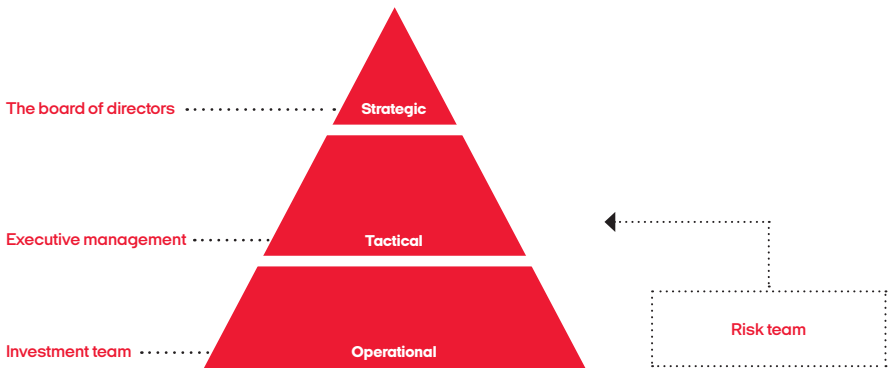 The board of directors
Strategic
Executive management
Tactical
Risk team
Investment team
Operational